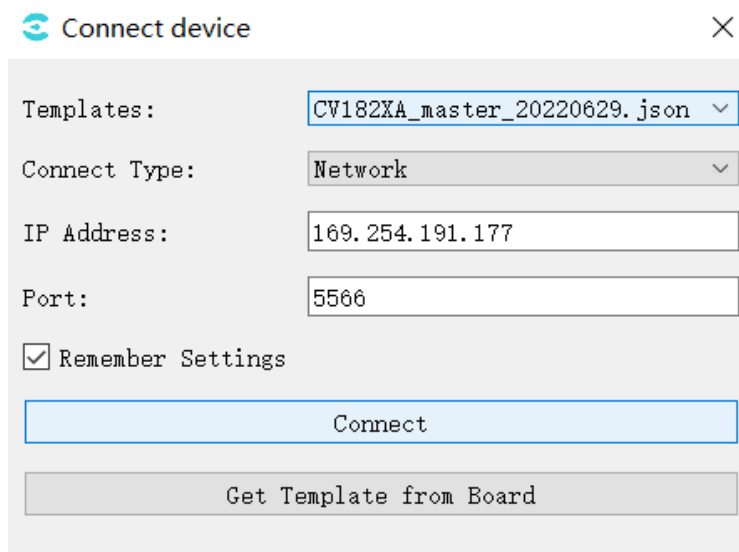 Connect device
Templates: CV182XA_master_20220629.json
Connect Type: Network
IP Address: 169.254.191.177
Port: 5566
Remember Settings
Connect
Get Template from Board